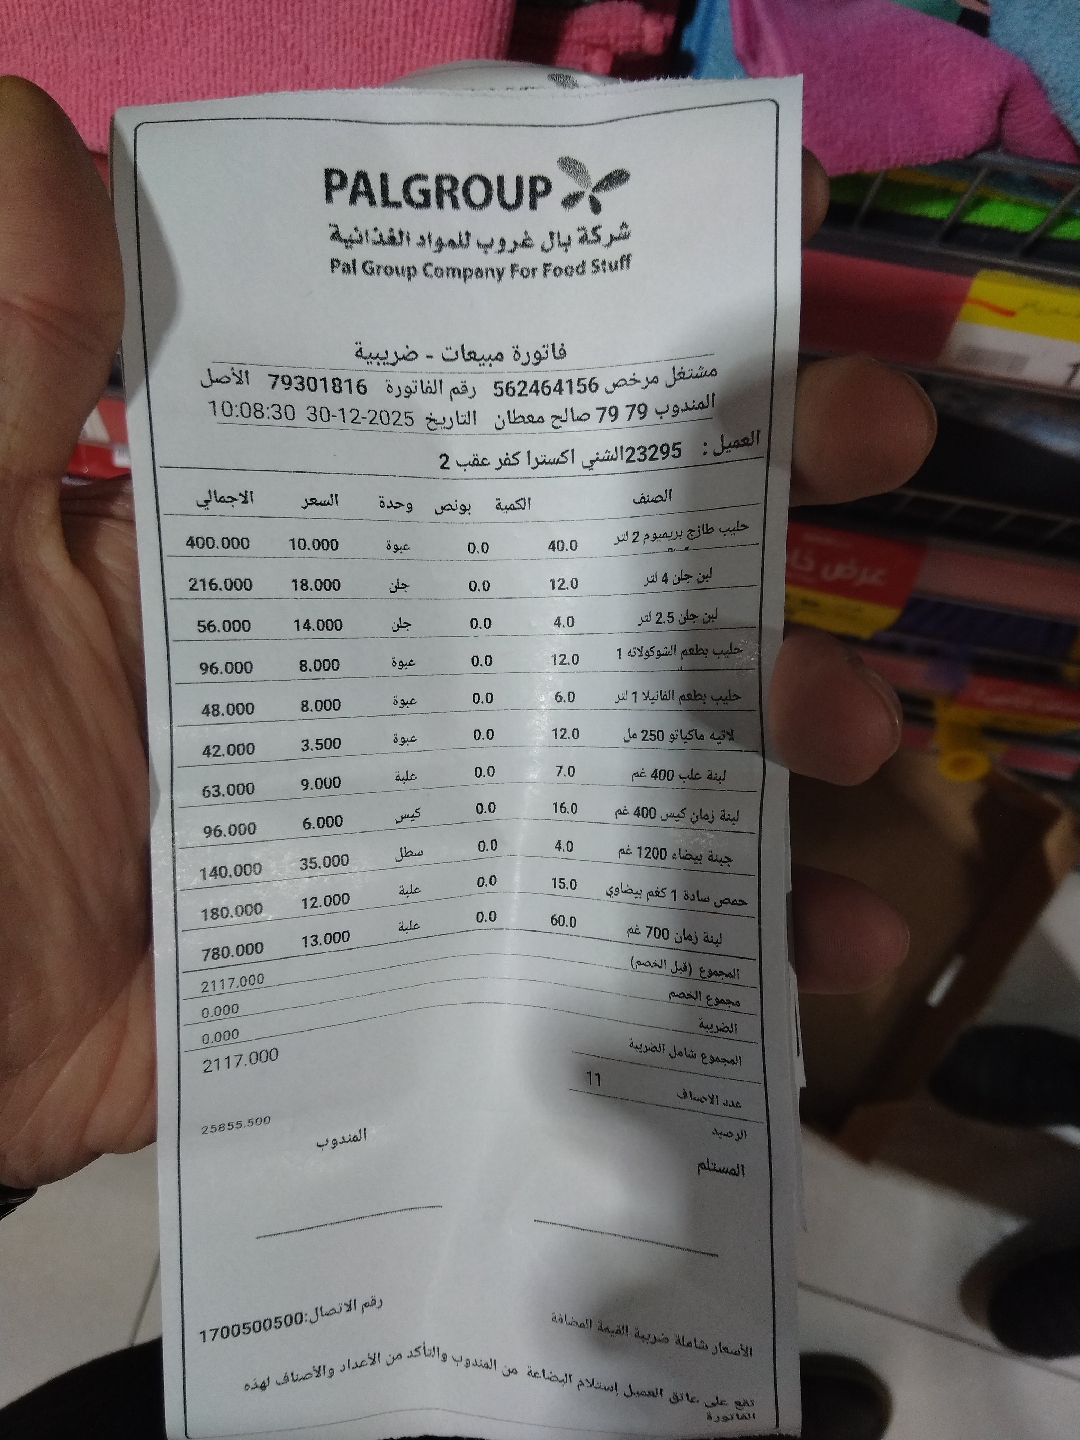 PALGROUP
شركة بال غروب للمواد الغذائية
Pal Group Company For Food Stuff
فاتورة مبيعات - ضريبية
مشتغل مرخص 562464156 رقم الفاتورة 79301816 الأصل
المندوب 79 79 صالح معطان التاريخ 30-12-2025 10:08:30
العميل : 23295الشني اكسترا كفر عقب 2
الصنف الكمية بونص وحدة السعر الاجمالي
حليب طازج بريميوم 2 لتر 40.0 0.0 عبوة 10.000 400.000
لبن جلن 4 لتر 12.0 0.0 جلن 18.000 216.000
لبن جلن 2.5 لتر 4.0 0.0 جلن 14.000 56.000
حليب بطعم الشوكولاته 1 12.0 0.0 عبوة 8.000 96.000
حليب بطعم الفانيلا 1 لتر 6.0 0.0 عبوة 8.000 48.000
لاتيه ماكياتو 250 مل 12.0 0.0 عبوة 3.500 42.000
لبنة علب 400 غم 7.0 0.0 علبة 9.000 63.000
لبنة زمان كيس 400 غم 16.0 0.0 كيس 6.000 96.000
جبنة بيضاء 1200 غم 4.0 0.0 سطل 35.000 140.000
حمص سادة 1 كغم بيضاوي 15.0 0.0 علبة 12.000 180.000
لبنة زمان 700 غم 60.0 0.0 علبة 13.000 780.000
المجموع (قبل الخصم) 2117.000
مجموع الخصم 0.000
الضريبة 0.000
المجموع شامل الضريبة 2117.000
عدد الاصناف 11
الرصيد 25855.500
المستلم المندوب
رقم الاتصال:1700500500
الأسعار شاملة ضريبة القيمة المضافة
تقع على عاتق العميل إستلام البضاعة من المندوب والتأكد من الأعداد والأصناف لهذه
الفاتورة
عرض